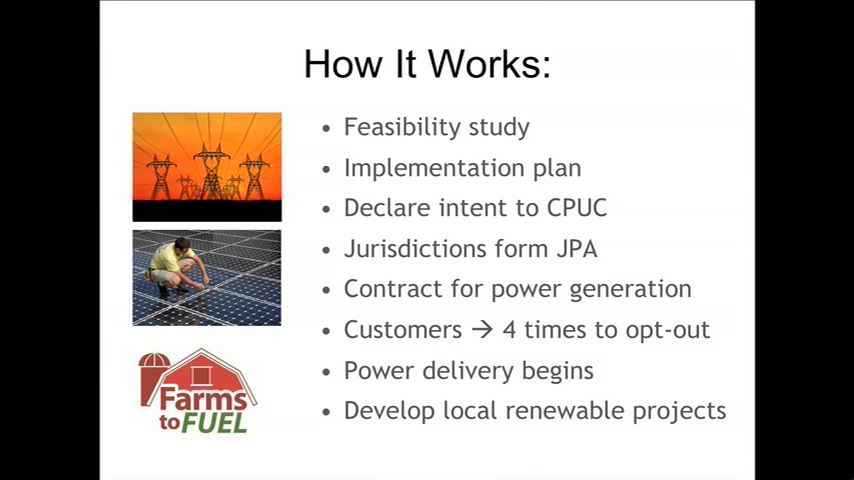 How It Works:
• Feasibility study
• Implementation plan
• Declare intent to CPUC
• Jurisdictions form JPA
• Contract for power generation
• Customers → 4 times to opt-out
• Power delivery begins
• Develop local renewable projects
Farms
to FUEL